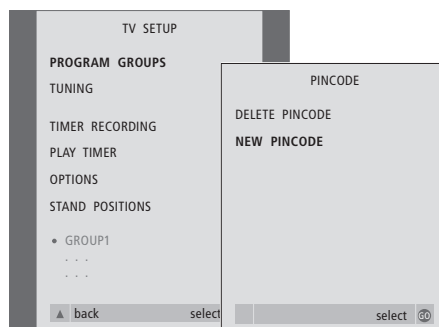 TV SETUP
PROGRAM GROUPS
TUNING
TIMER RECORDING
PLAY TIMER
OPTIONS
STAND POSITIONS
• GROUP1
. . .
. . .
▲ back select
PINCODE
DELETE PINCODE
NEW PINCODE
select GO